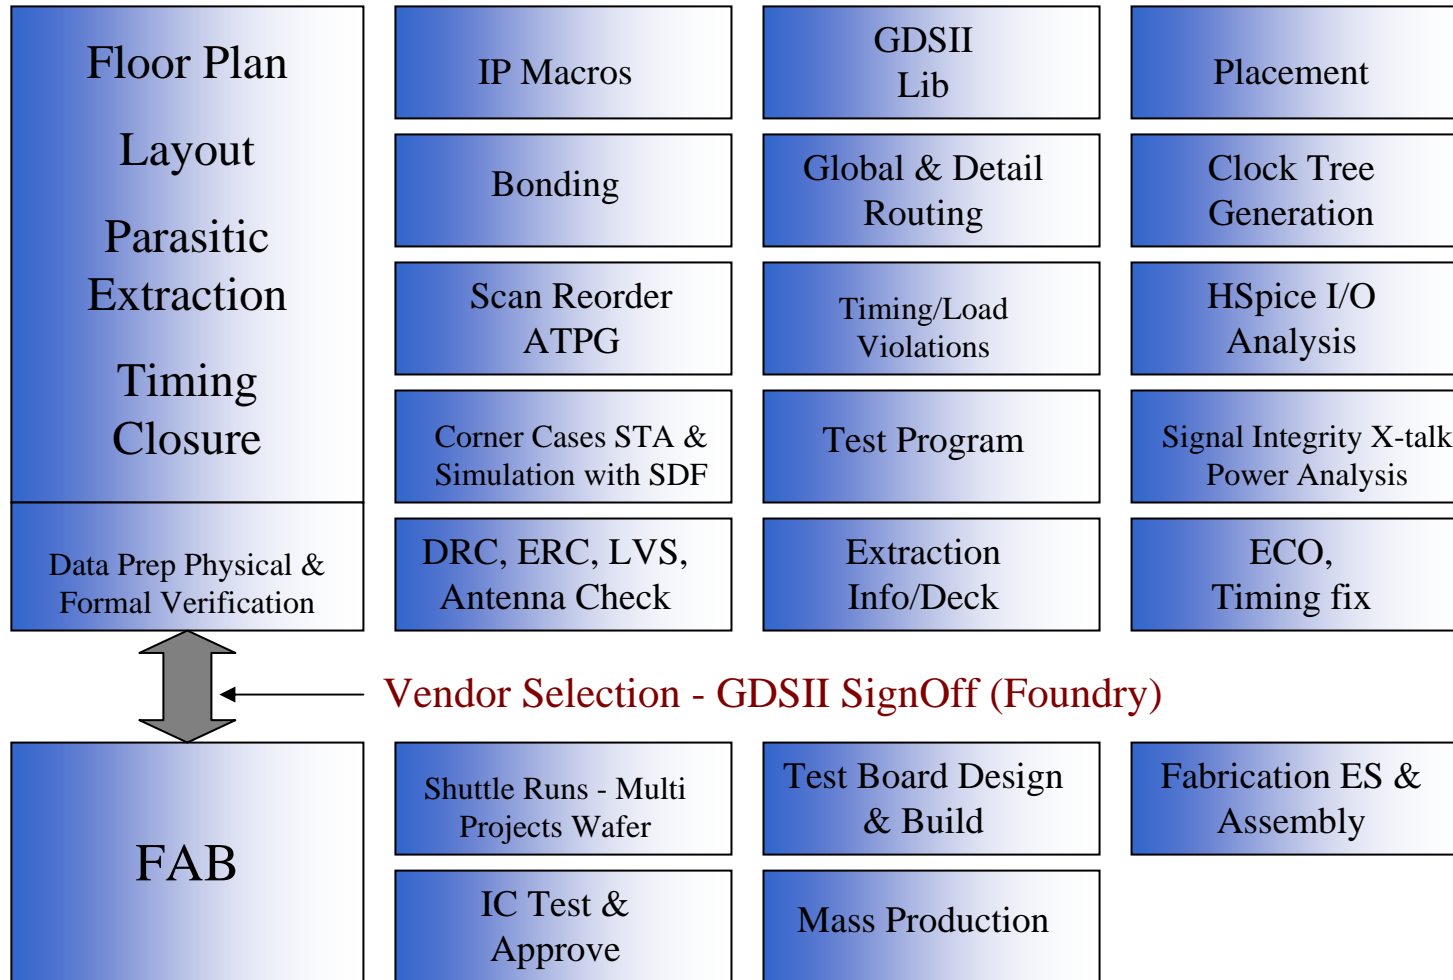 Floor Plan
Layout
Parasitic
Extraction
Timing
Closure
Data Prep Physical &
Formal Verification
IP Macros
GDSII
Lib
Placement
Bonding
Global & Detail
Routing
Clock Tree
Generation
Scan Reorder
ATPG
Timing/Load
Violations
HSpice I/O
Analysis
Corner Cases STA &
Simulation with SDF
Test Program
Signal Integrity X-talk
Power Analysis
DRC, ERC, LVS,
Antenna Check
Extraction
Info/Deck
ECO,
Timing fix
Vendor Selection - GDSII SignOff (Foundry)
FAB
Shuttle Runs - Multi
Projects Wafer
Test Board Design
& Build
Fabrication ES &
Assembly
IC Test &
Approve
Mass Production